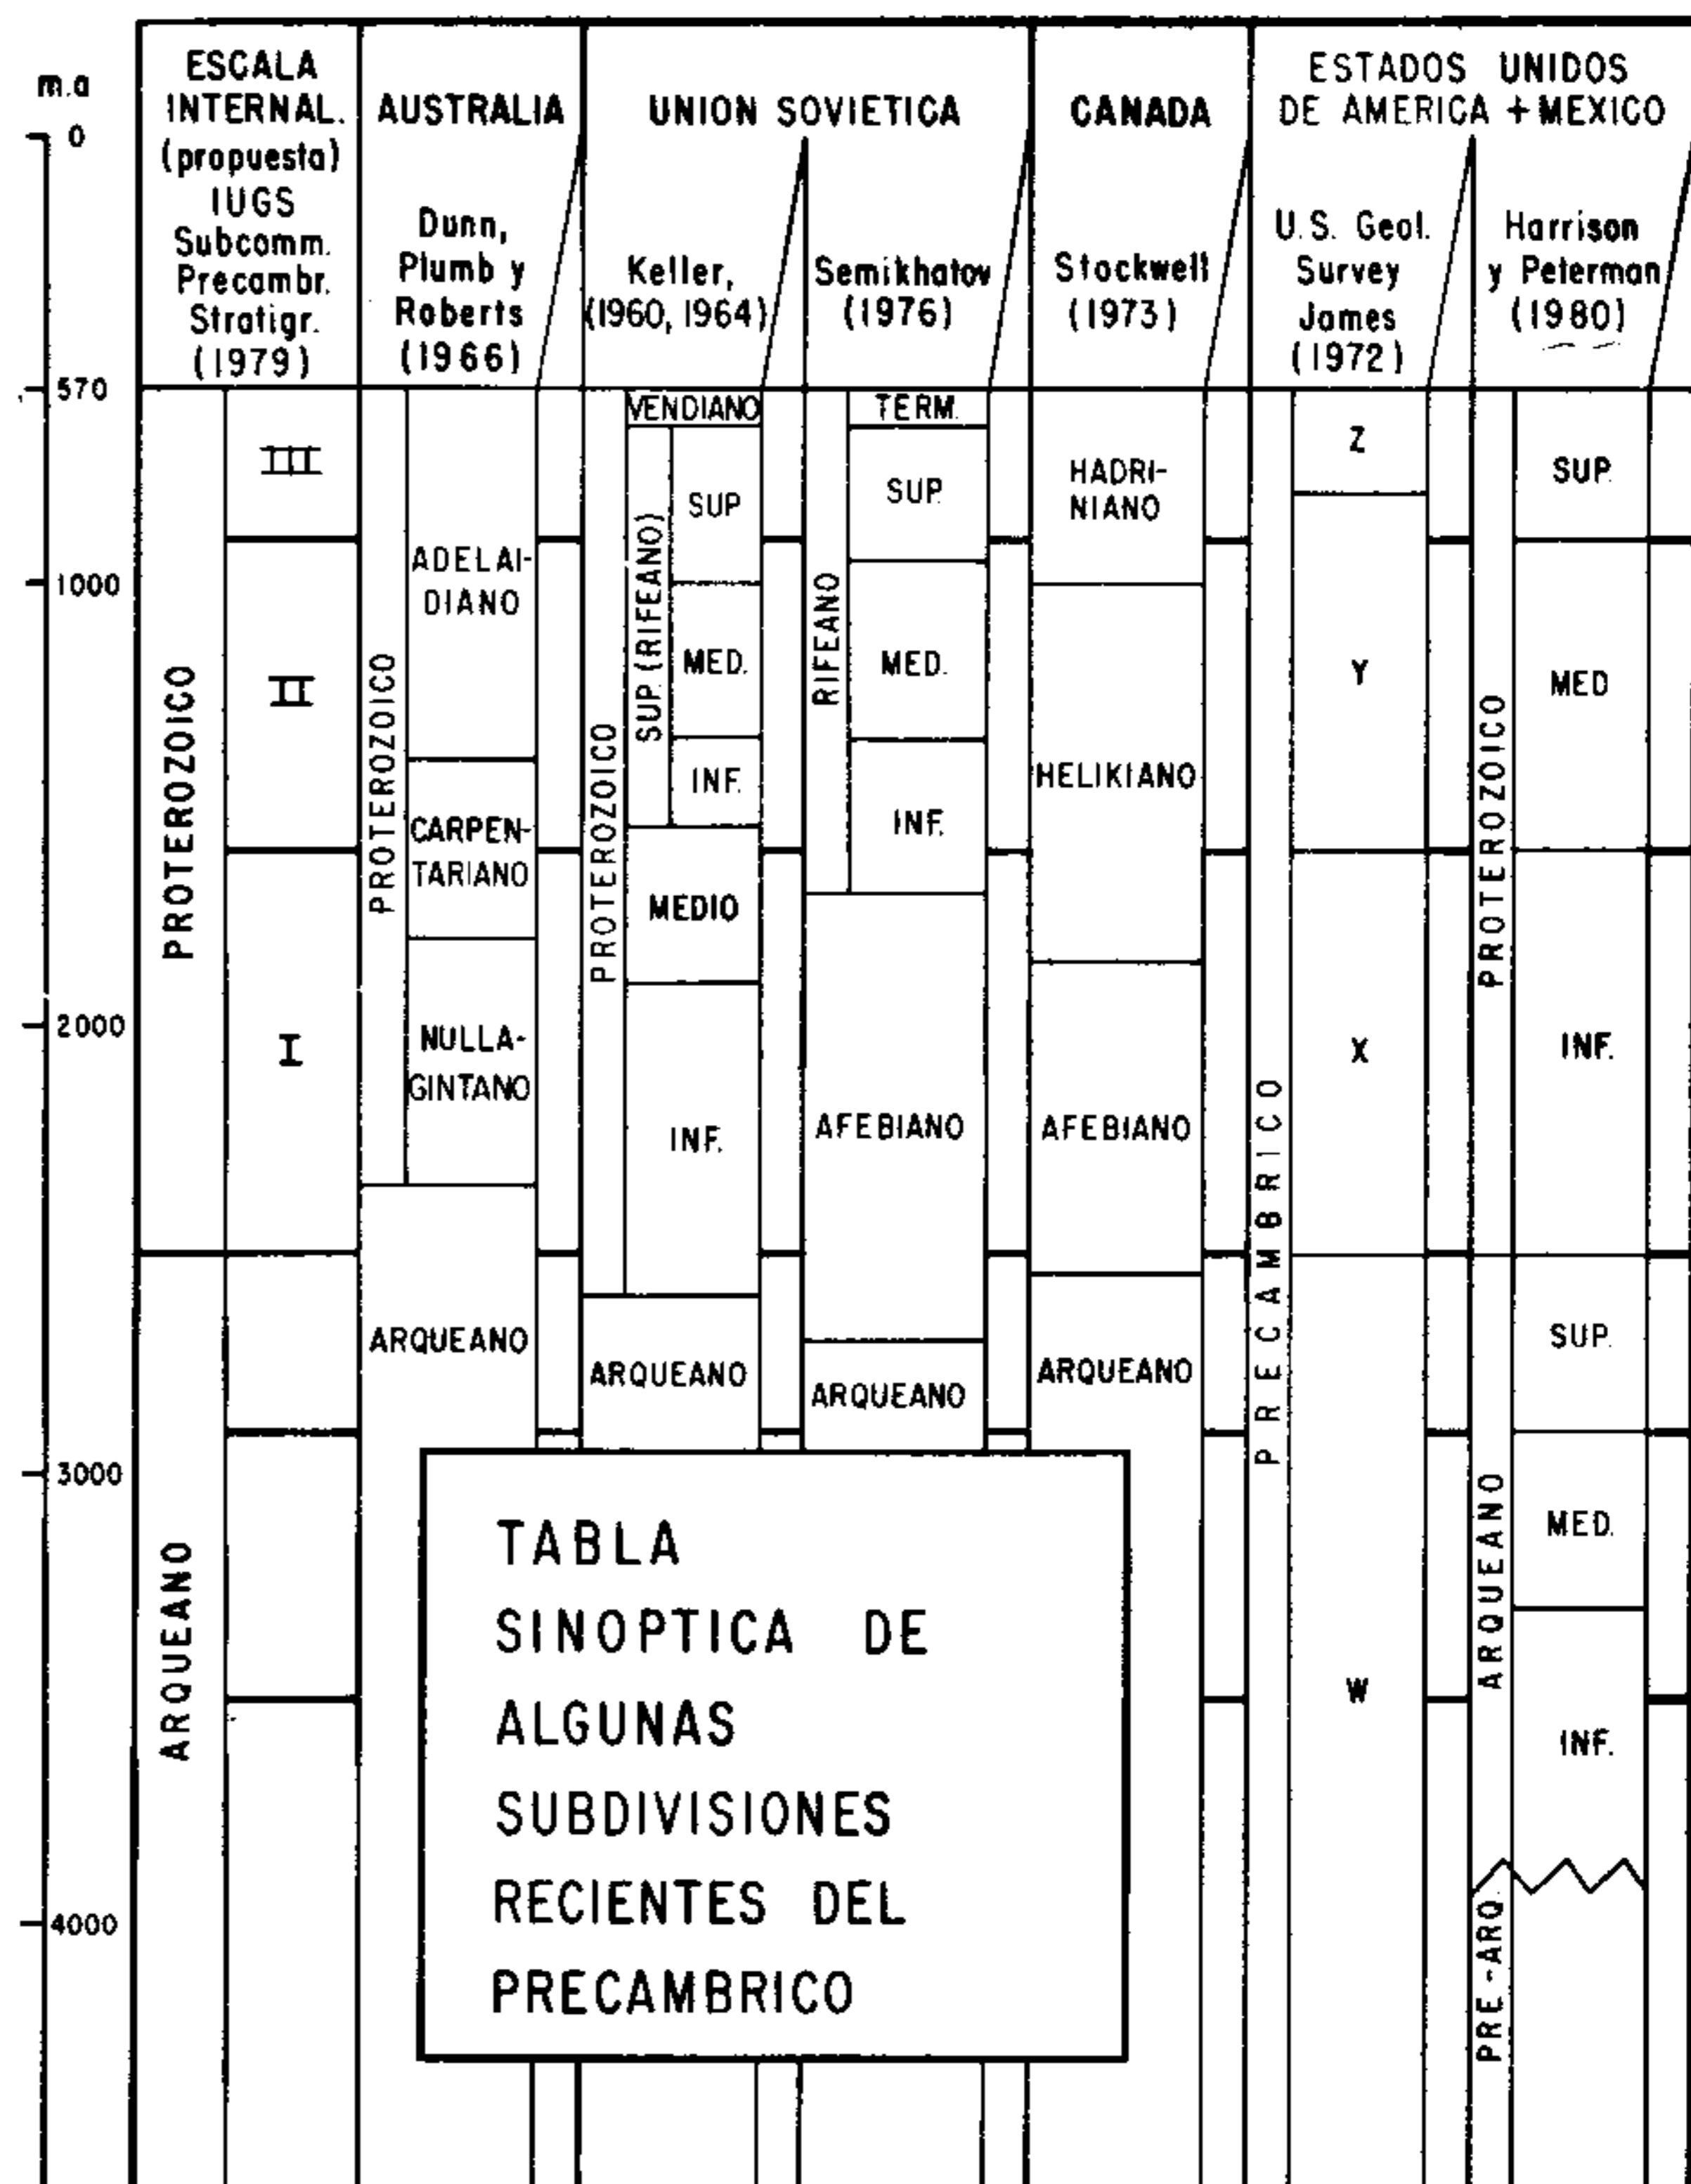 m.a
0
570
1000
2000
3000
4000
ESCALA
INTERNAL.
(propuesta)
IUGS
Subcomm.
Precambr.
Stratigr.
(1979)
III
II
I
PROTEROZOICO
ARQUEANO
AUSTRALIA
Dunn,
Plumb y
Roberts
(1966)
PROTEROZOICO
ADELAI-
DIANO
CARPEN-
TARIANO
NULLA-
GINTANO
ARQUEANO
UNION SOVIETICA
Keller,
(1960, 1964)
VENDIANO
PROTEROZOICO
SUP. (RIFEANO)
SUP
MED.
INF.
MEDIO
INF.
ARQUEANO
Semikhatov
(1976)
TERM.
RIFEANO
SUP.
MED.
INF.
AFEBIANO
ARQUEANO
CANADA
Stockwell
(1973)
HADRI-
NIANO
HELIKIANO
AFEBIANO
ARQUEANO
ESTADOS UNIDOS
DE AMERICA + MEXICO
U.S. Geol.
Survey
James
(1972)
PRECAMBRICO
Z
Y
X
W
Harrison
y Peterman
(1980)
PROTEROZOICO
SUP.
MED
INF.
ARQUEANO
SUP.
MED.
INF.
PRE-ARQ.
TABLA
SINOPTICA DE
ALGUNAS
SUBDIVISIONES
RECIENTES DEL
PRECAMBRICO